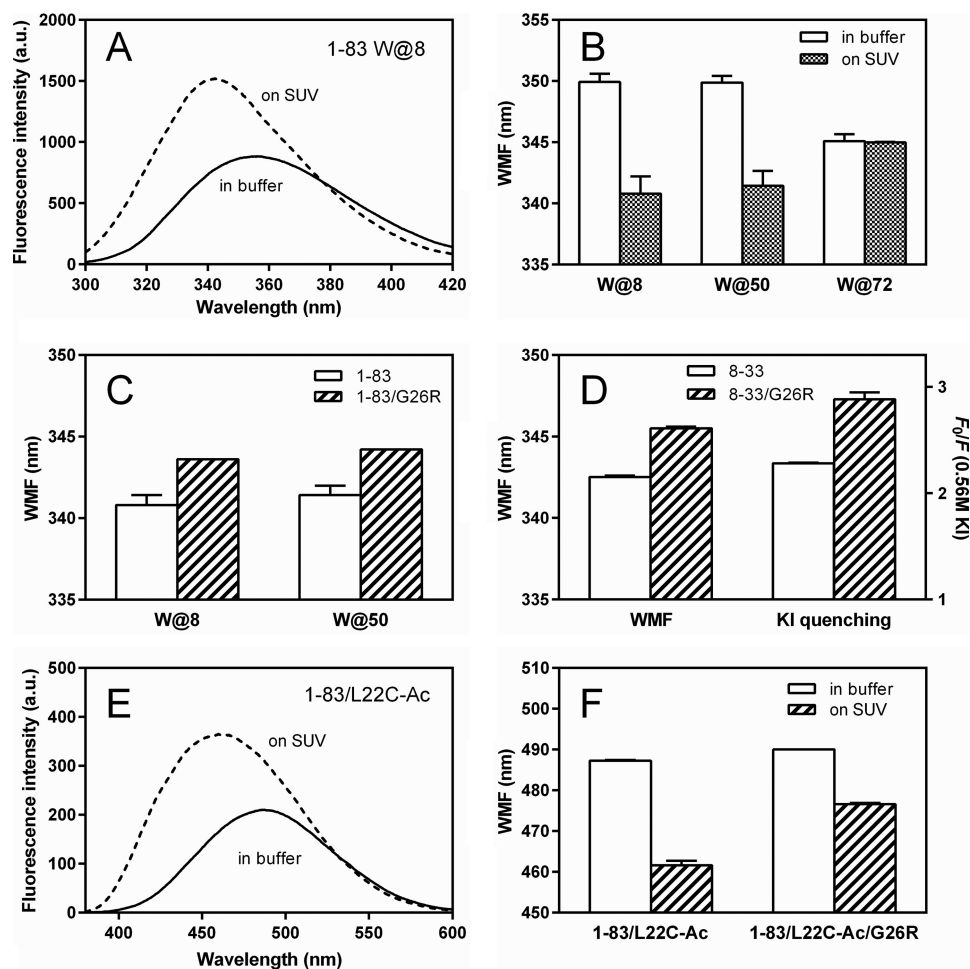 A
1-83 W@8
on SUV
in buffer
Fluorescence intensity (a.u.)
2000
1500
1000
500
0
300 320 340 360 380 400 420
Wavelength (nm)
B
in buffer
on SUV
WMF (nm)
355
350
345
340
335
W@8 W@50 W@72
C
1-83
1-83/G26R
WMF (nm)
350
345
340
335
W@8 W@50
D
8-33
8-33/G26R
WMF (nm)
350
345
340
335
3
2
1
F0/F (0.56M KI)
WMF KI quenching
E
1-83/L22C-Ac
on SUV
in buffer
Fluorescence intensity (a.u.)
500
400
300
200
100
0
400 450 500 550 600
Wavelength (nm)
F
in buffer
on SUV
WMF (nm)
510
500
490
480
470
460
450
1-83/L22C-Ac 1-83/L22C-Ac/G26R